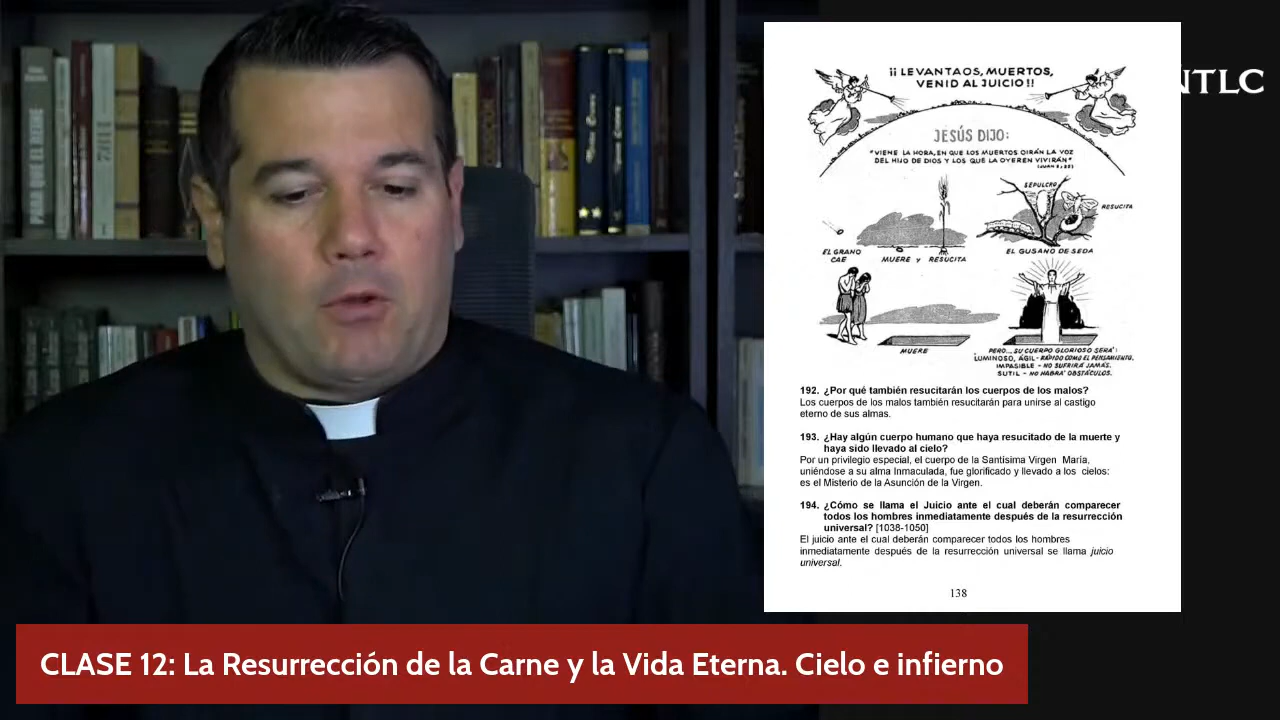 ¡¡LEVANTAOS, MUERTOS,
VENID AL JUICIO!!
JESÚS DIJO:
"VIENE LA HORA, EN QUE LOS MUERTOS OIRÁN LA VOZ
DEL HIJO DE DIOS Y LOS QUE LA OYEREN VIVIRÁN"
SEPULCRO
RESUCITA
EL GRANO
CAE
MUERE Y RESUCITA
EL GUSANO DE SEDA
MUERE
PERO... SU CUERPO GLORIOSO SERÁ:
LUMINOSO, ÁGIL - RÁPIDO COMO EL PENSAMIENTO.
IMPASIBLE - NO SUFRIRÁ JAMÁS.
SUTIL - NO HABRÁ OBSTÁCULOS.
192. ¿Por qué también resucitarán los cuerpos de los malos?
Los cuerpos de los malos también resucitarán para unirse al castigo
eterno de sus almas.
193. ¿Hay algún cuerpo humano que haya resucitado de la muerte y
haya sido llevado al cielo?
Por un privilegio especial, el cuerpo de la Santísima Virgen María,
uniéndose a su alma Inmaculada, fue glorificado y llevado a los cielos:
es el Misterio de la Asunción de la Virgen.
194. ¿Cómo se llama el Juicio ante el cual deberán comparecer
todos los hombres inmediatamente después de la resurrección
universal? [1038-1050]
El juicio ante el cual deberán comparecer todos los hombres
inmediatamente después de la resurrección universal se llama juicio
universal.
138
NTLC
CLASE 12: La Resurrección de la Carne y la Vida Eterna. Cielo e infierno